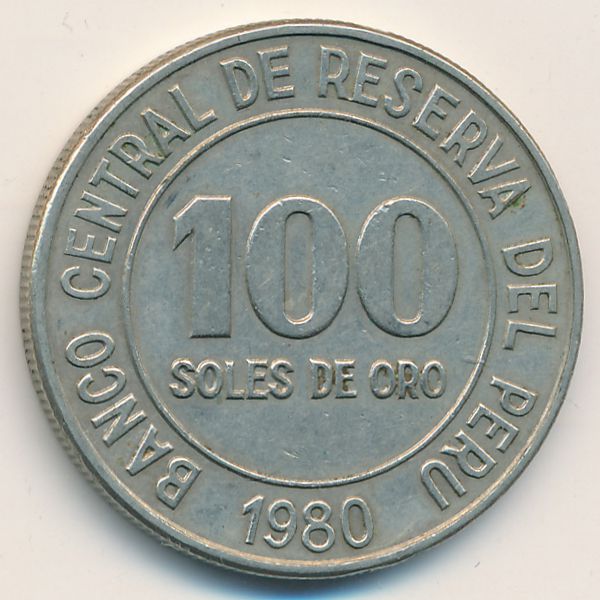 BANCO CENTRAL DE RESERVA DEL PERU
100
SOLES DE ORO
1980